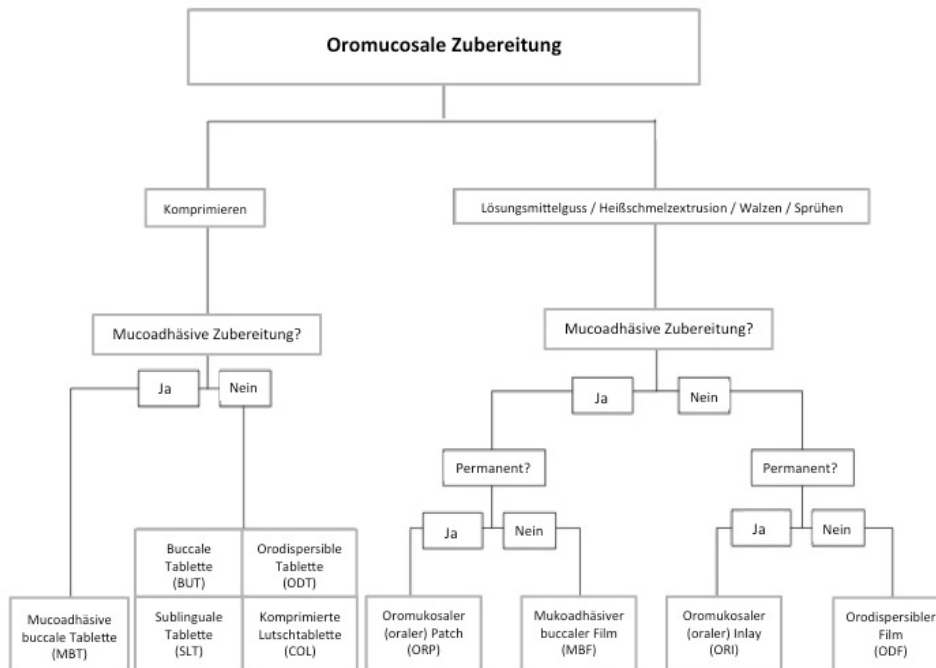 Oromucosale Zubereitung
Komprimieren
Lösungsmittelguss / Heißschmelzextrusion / Walzen / Sprühen
Mucoadhäsive Zubereitung?
Mucoadhäsive Zubereitung?
Ja
Nein
Ja
Nein
Permanent?
Permanent?
Ja
Nein
Ja
Nein
Buccale
Tablette
(BUT)
Orodispersible
Tablette
(ODT)
Mucoadhäsive
buccale Tablette
(MBT)
Sublinguale
Tablette
(SLT)
Komprimierte
Lutschtablette
(COL)
Oromukosaler
(oraler) Patch
(ORP)
Mukoadhäsiver
buccaler Film
(MBF)
Oromukosaler
(oraler) Inlay
(ORI)
Orodispersibler
Film
(ODF)